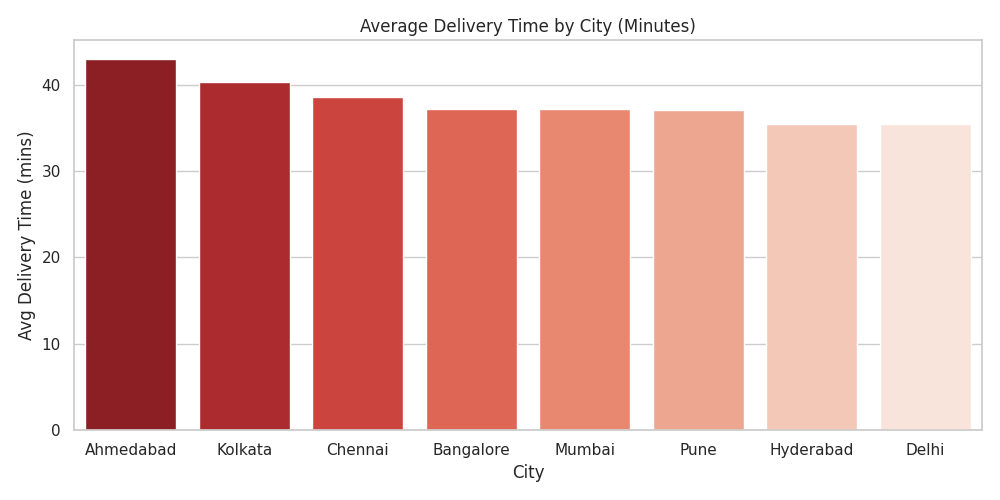 Average Delivery Time by City (Minutes)
Avg Delivery Time (mins)
40
30
20
10
0
Ahmedabad Kolkata Chennai Bangalore Mumbai Pune Hyderabad Delhi
City